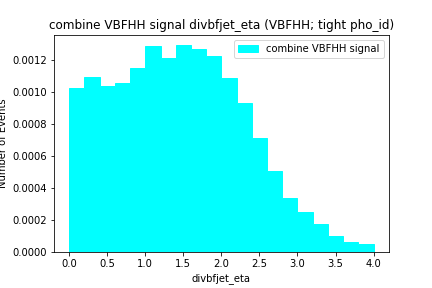 combine VBFHH signal divbfjet_eta (VBFHH; tight pho_id)
combine VBFHH signal
Number of Events
0.0012
0.0010
0.0008
0.0006
0.0004
0.0002
0.0000
0.0 0.5 1.0 1.5 2.0 2.5 3.0 3.5 4.0
divbfjet_eta